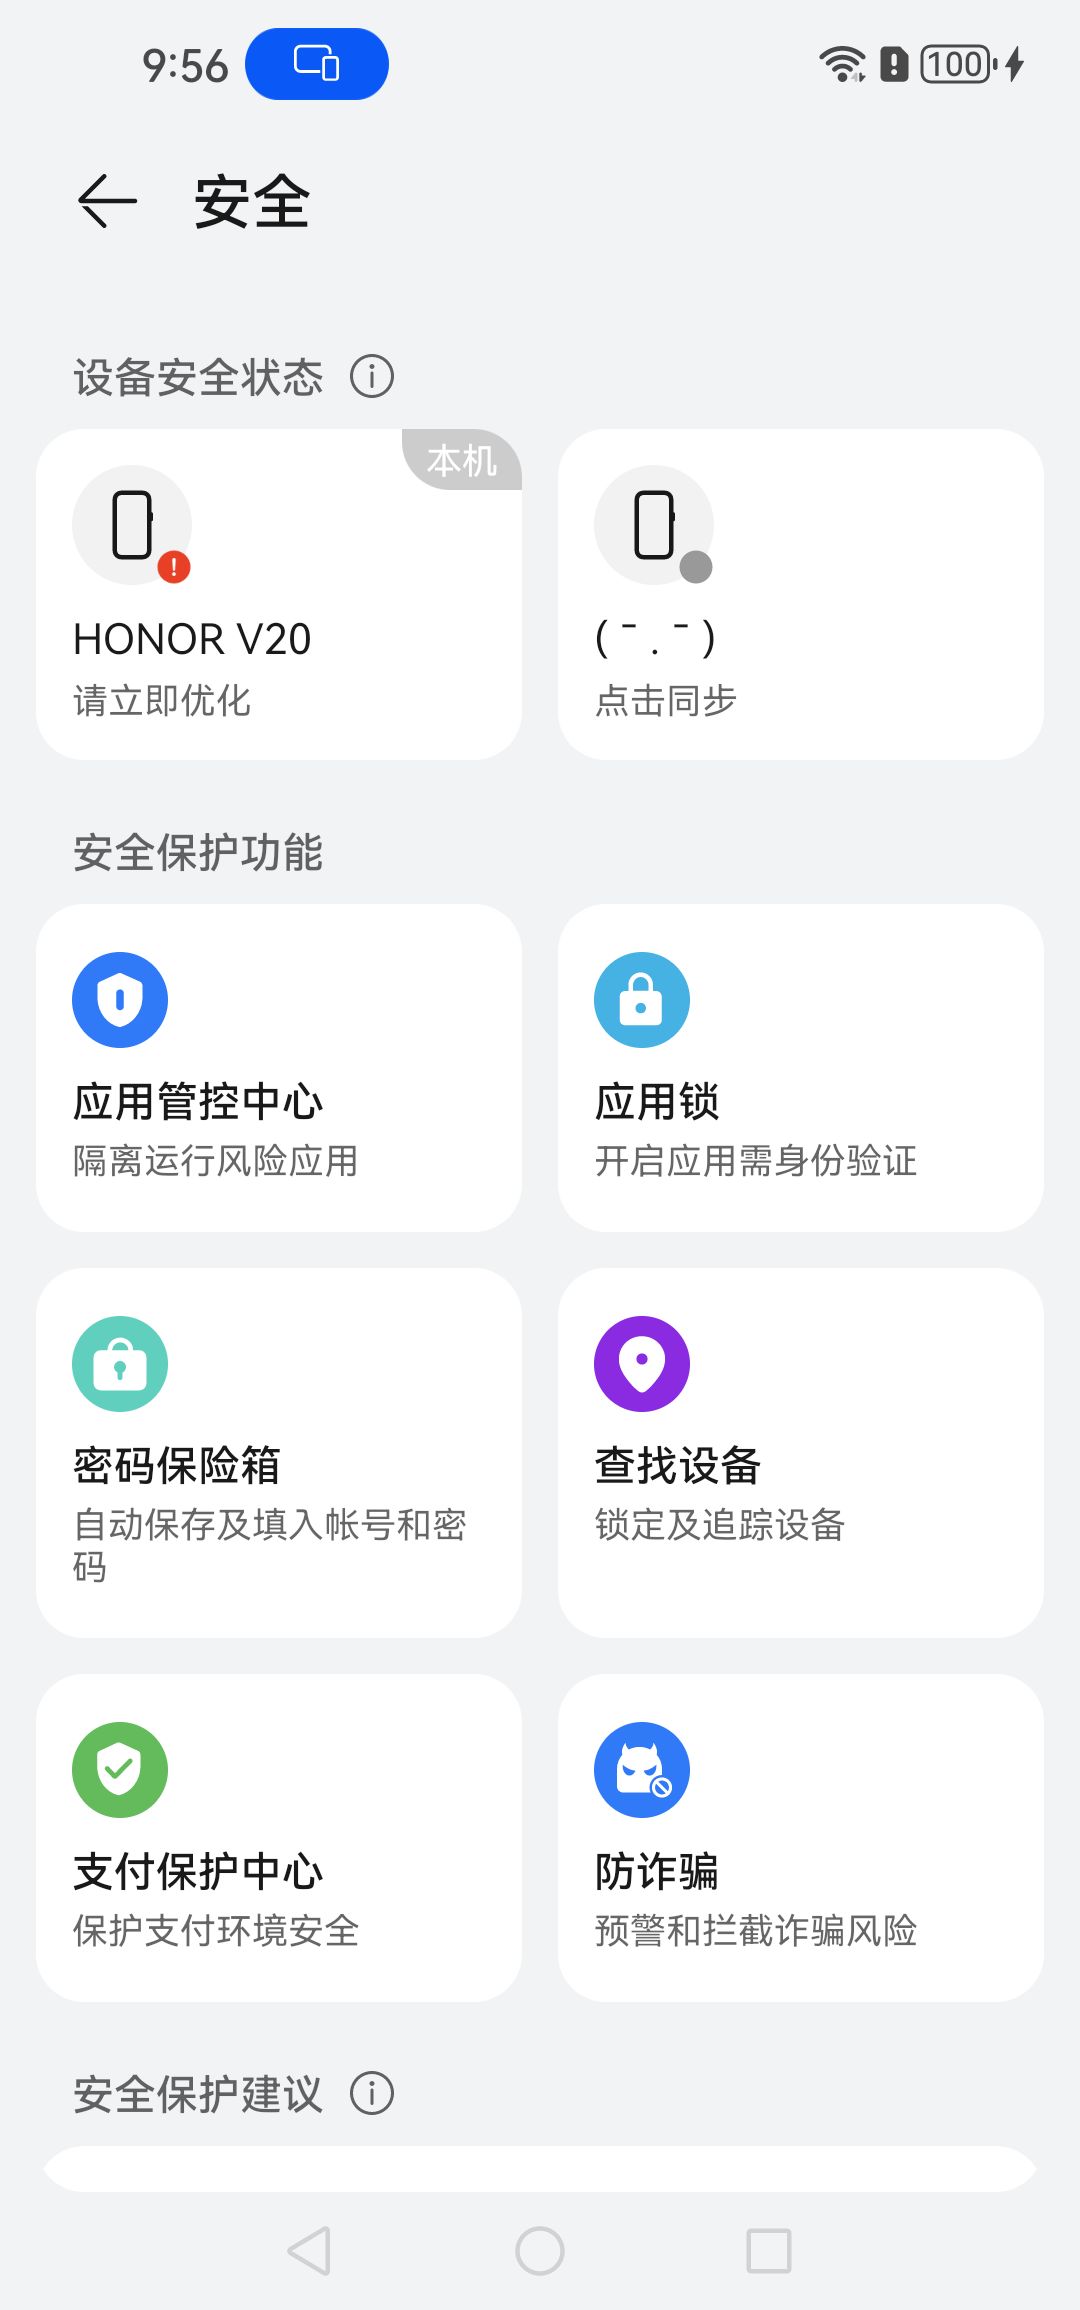 9:56
100
安全
设备安全状态
本机
HONOR V20
请立即优化
( ¯ . ¯ )
点击同步
安全保护功能
应用管控中心
隔离运行风险应用
应用锁
开启应用需身份验证
密码保险箱
自动保存及填入帐号和密
码
查找设备
锁定及追踪设备
支付保护中心
保护支付环境安全
防诈骗
预警和拦截诈骗风险
安全保护建议